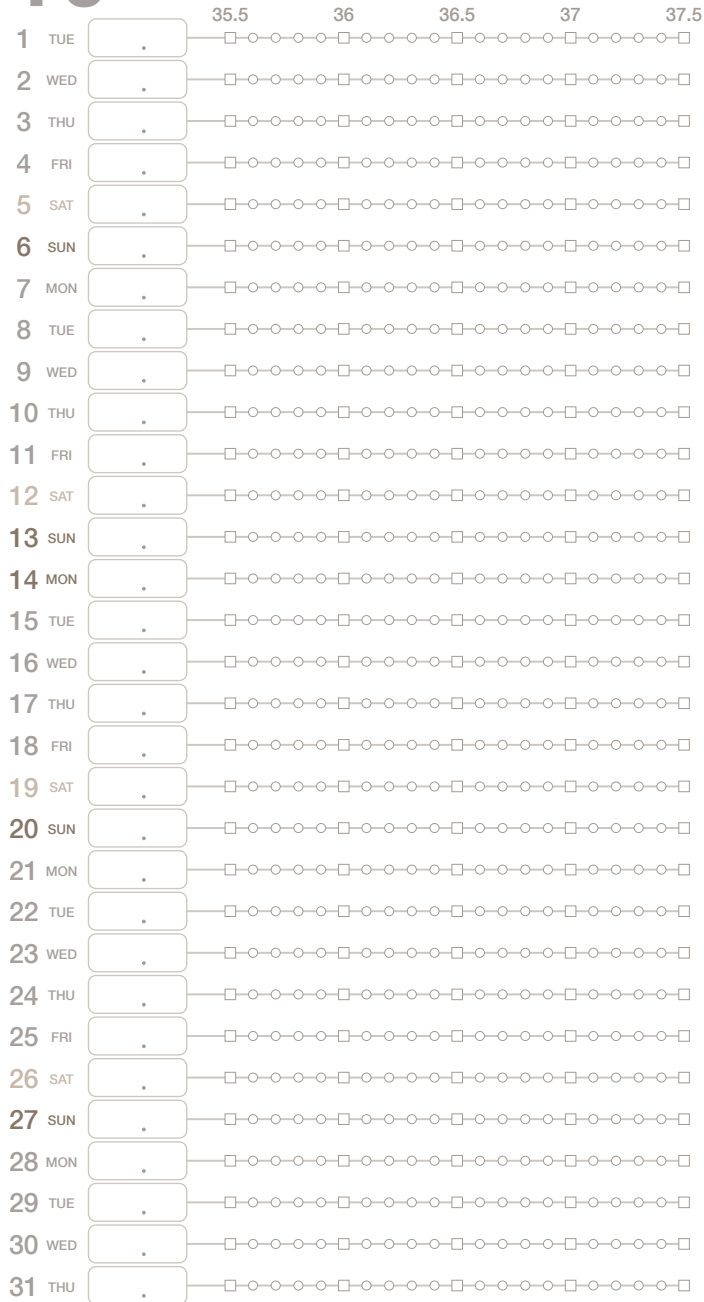 35.5 36 36.5 37 37.5
1 TUE .
2 WED .
3 THU .
4 FRI .
5 SAT .
6 SUN .
7 MON .
8 TUE .
9 WED .
10 THU .
11 FRI .
12 SAT .
13 SUN .
14 MON .
15 TUE .
16 WED .
17 THU .
18 FRI .
19 SAT .
20 SUN .
21 MON .
22 TUE .
23 WED .
24 THU .
25 FRI .
26 SAT .
27 SUN .
28 MON .
29 TUE .
30 WED .
31 THU .